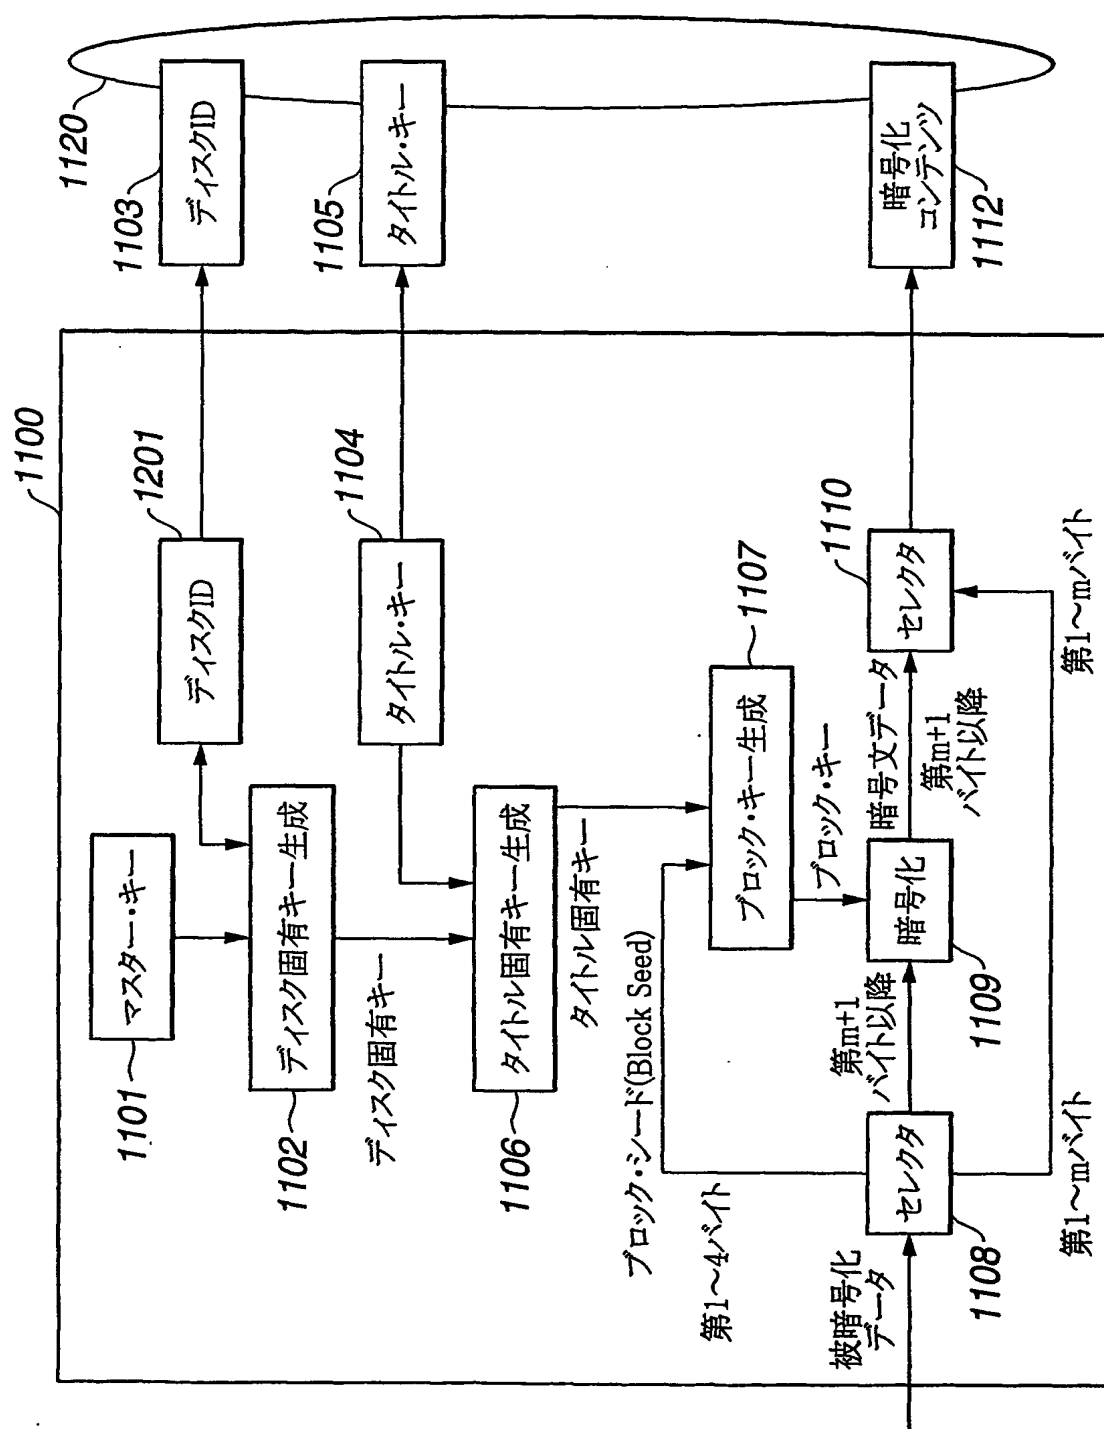 1100
1101
マスター・キー
1201
ディスクID
1103
ディスクID
1120
1102
ディスク固有キー生成
ディスク固有キー
1104
タイトル・キー
1105
タイトル・キー
1106
タイトル固有キー生成
タイトル固有キー
ブロック・シード(Block Seed)
第1～4バイト
1107
ブロック・キー生成
ブロック・キー
被暗号化
データ
セレクタ
1108
第m+1
バイト以降
暗号化
1109
暗号文データ
第m+1
バイト以降
セレクタ
1110
暗号化
コンテンツ
1112
第1～mバイト
第1～mバイト